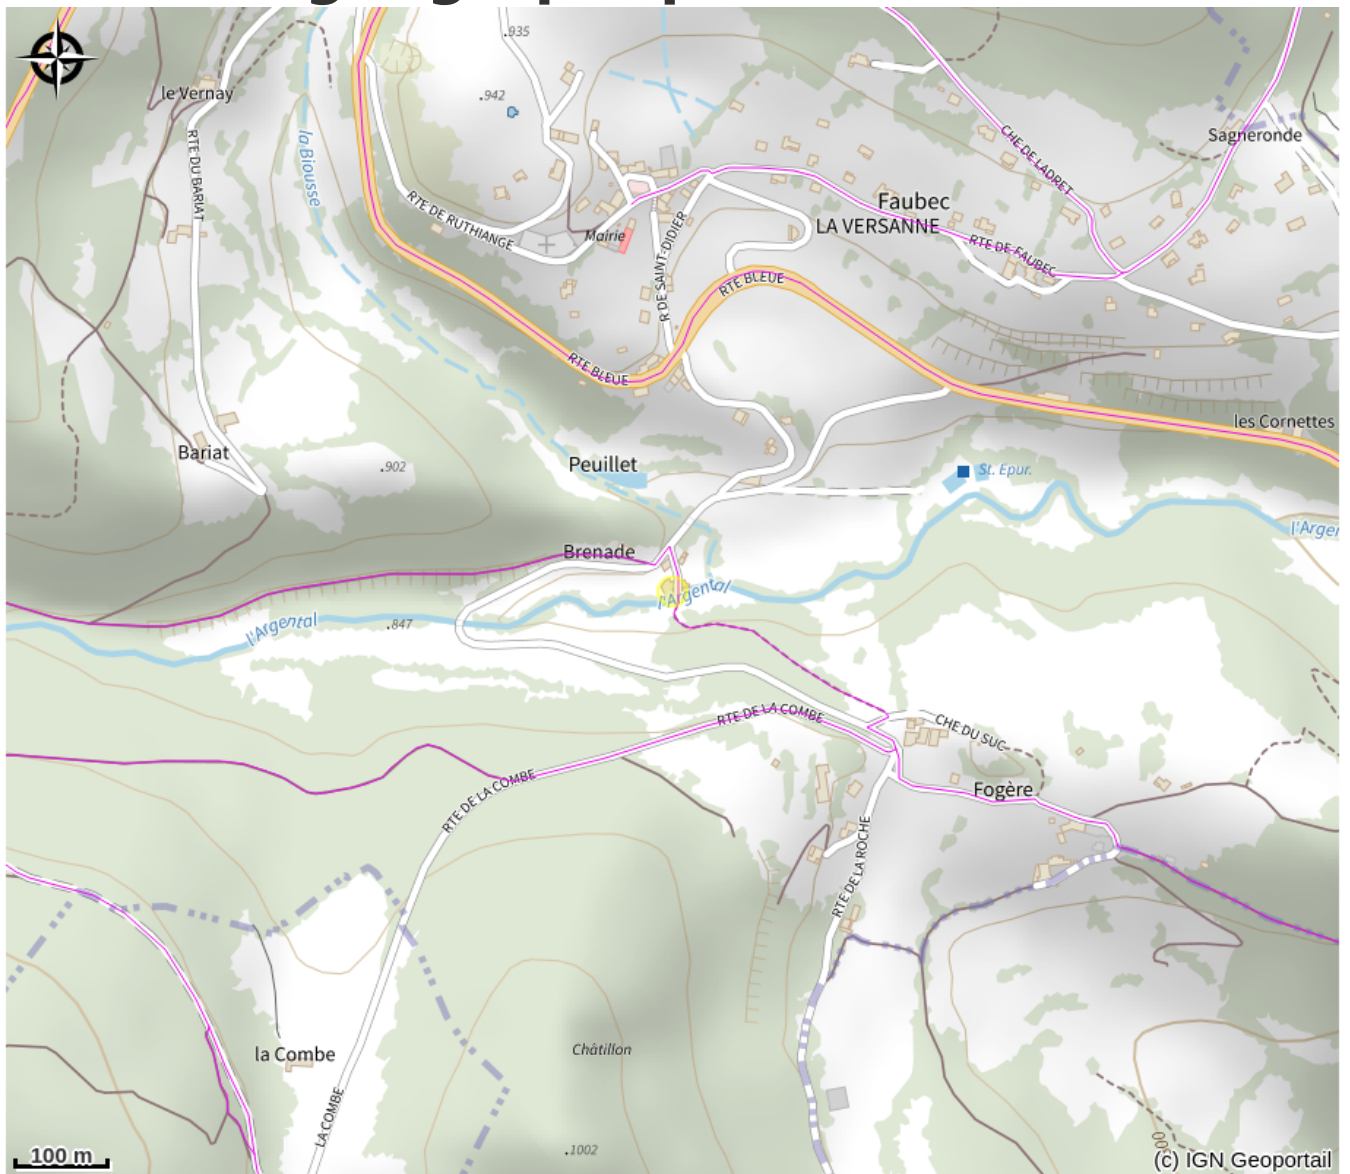 .935
le Vernay
.942
la Biousse
RTE DU BARIAT
CHE DE LADRET
Sagneronde
RTE DE RUTHIANGE
Mairie
R DE SAINT-DIDIER
Faubec
LA VERSANNE
RTE DE FAUBEC
RTE BLEUE
RTE BLEUE
les Cornettes
Bariat
.902
Peuillet
St. Epur.
Brenade
l'Argental
l'Argental
.847
RTE DE LA COMBE
CHE DU SUC
RTE DE LA COMBE
Fogère
RTE DE LA ROCHE
la Combe
Châtillon
LA COMBE
.1002
100 m
(c) IGN Geoportail